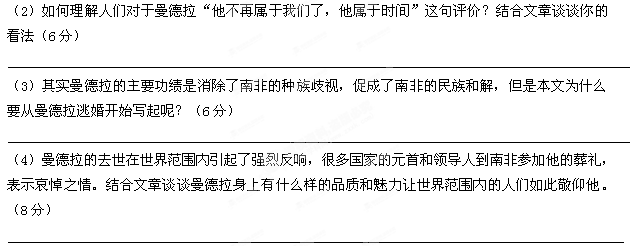 （2）如何理解人们对于曼德拉“他不再属于我们了，他属于时间”这句评价？结合文章谈谈你的
看法（6分）
（3）其实曼德拉的主要功绩是消除了南非的种族歧视，促成了南非的民族和解，但是本文为什么
要从曼德拉逃婚开始写起呢？（6分）
（4）曼德拉的去世在世界范围内引起了强烈反响，很多国家的元首和领导人到南非参加他的葬礼，
表示哀悼之情。结合文章谈谈曼德拉身上有什么样的品质和魅力让世界范围内的人们如此敬仰他。
（8分）